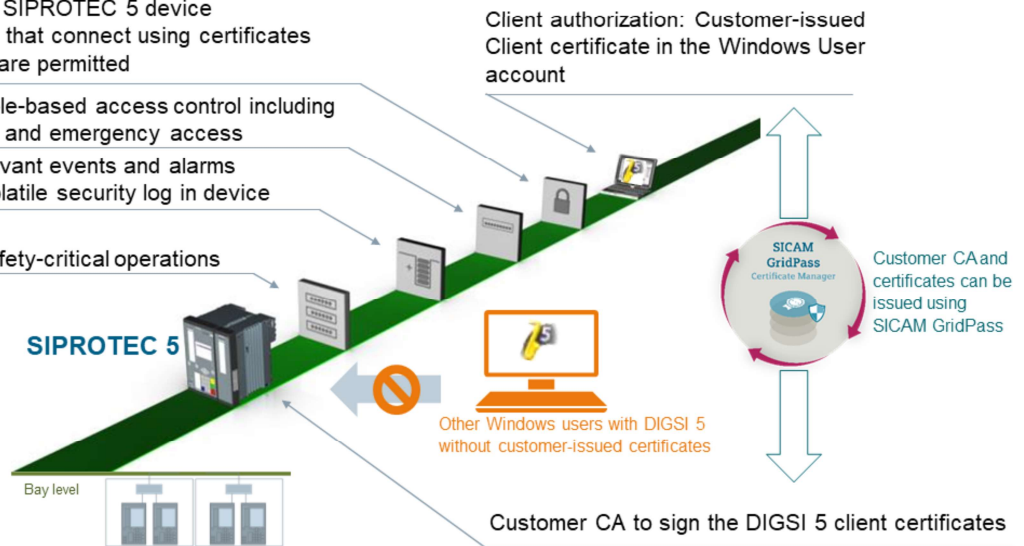 SIPROTEC 5 device
that connect using certificates
are permitted
le-based access control including
and emergency access
vant events and alarms
latile security log in device
fety-critical operations
SIPROTEC 5
Bay level
Client authorization: Customer-issued
Client certificate in the Windows User
account
SICAM
GridPass
Certificate Manager
Customer CA and
certificates can be
issued using
SICAM GridPass
5
Other Windows users with DIGSI 5
without customer-issued certificates
Customer CA to sign the DIGSI 5 client certificates